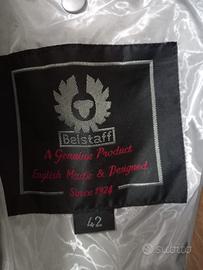 Belstaff
A Genuine Product
English Made & Designed
Since 1924
42
subito